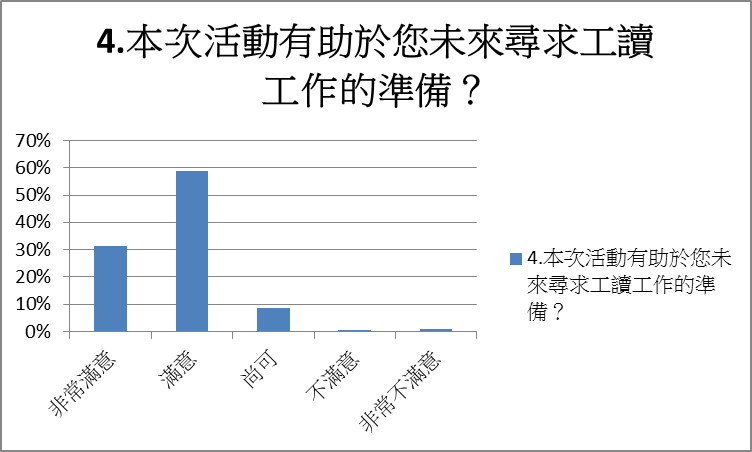 4.本次活動有助於您未來尋求工讀
工作的準備？
70%
60%
50%
40%
30%
20%
10%
0%
非常滿意
滿意
尚可
不滿意
非常不滿意
4.本次活動有助於您未
來尋求工讀工作的準
備？